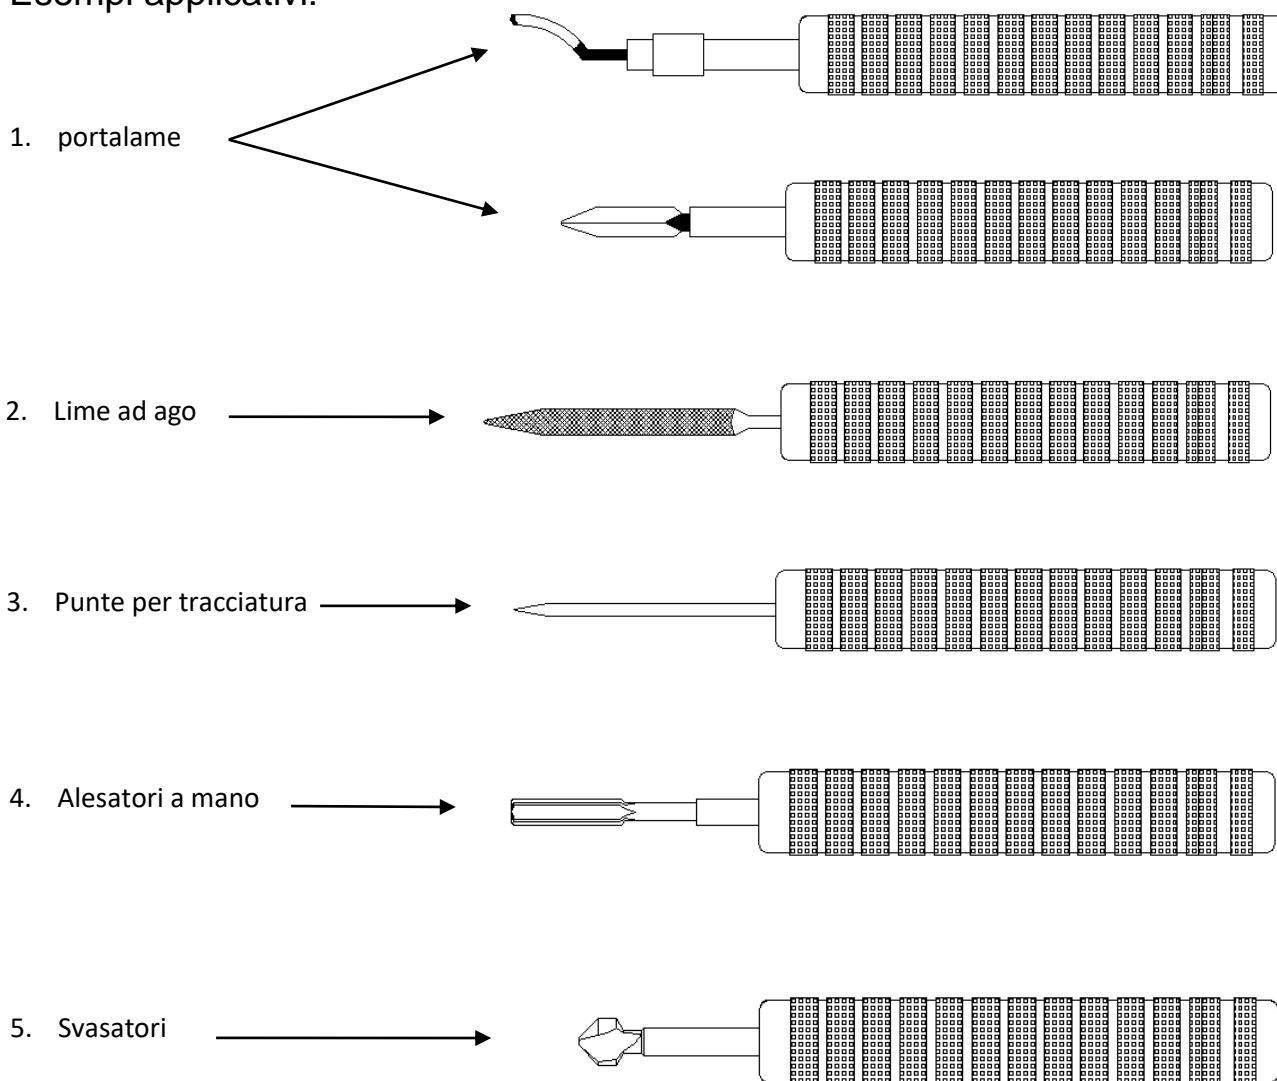 Esempi applicativi:
1. portalame
2. Lime ad ago
3. Punte per tracciatura
4. Alesatori a mano
5. Svasatori